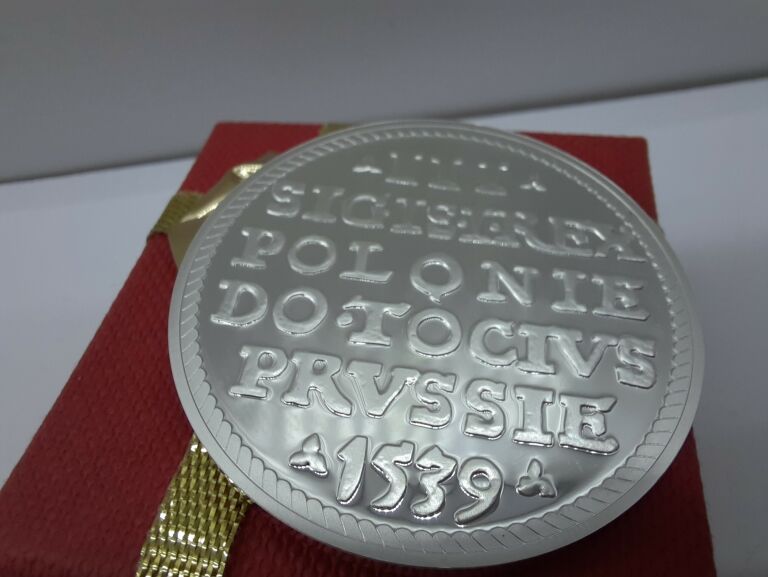 SIGIS·REX
POLONIE
DO·TOCIVS
PRVSSIE
1539